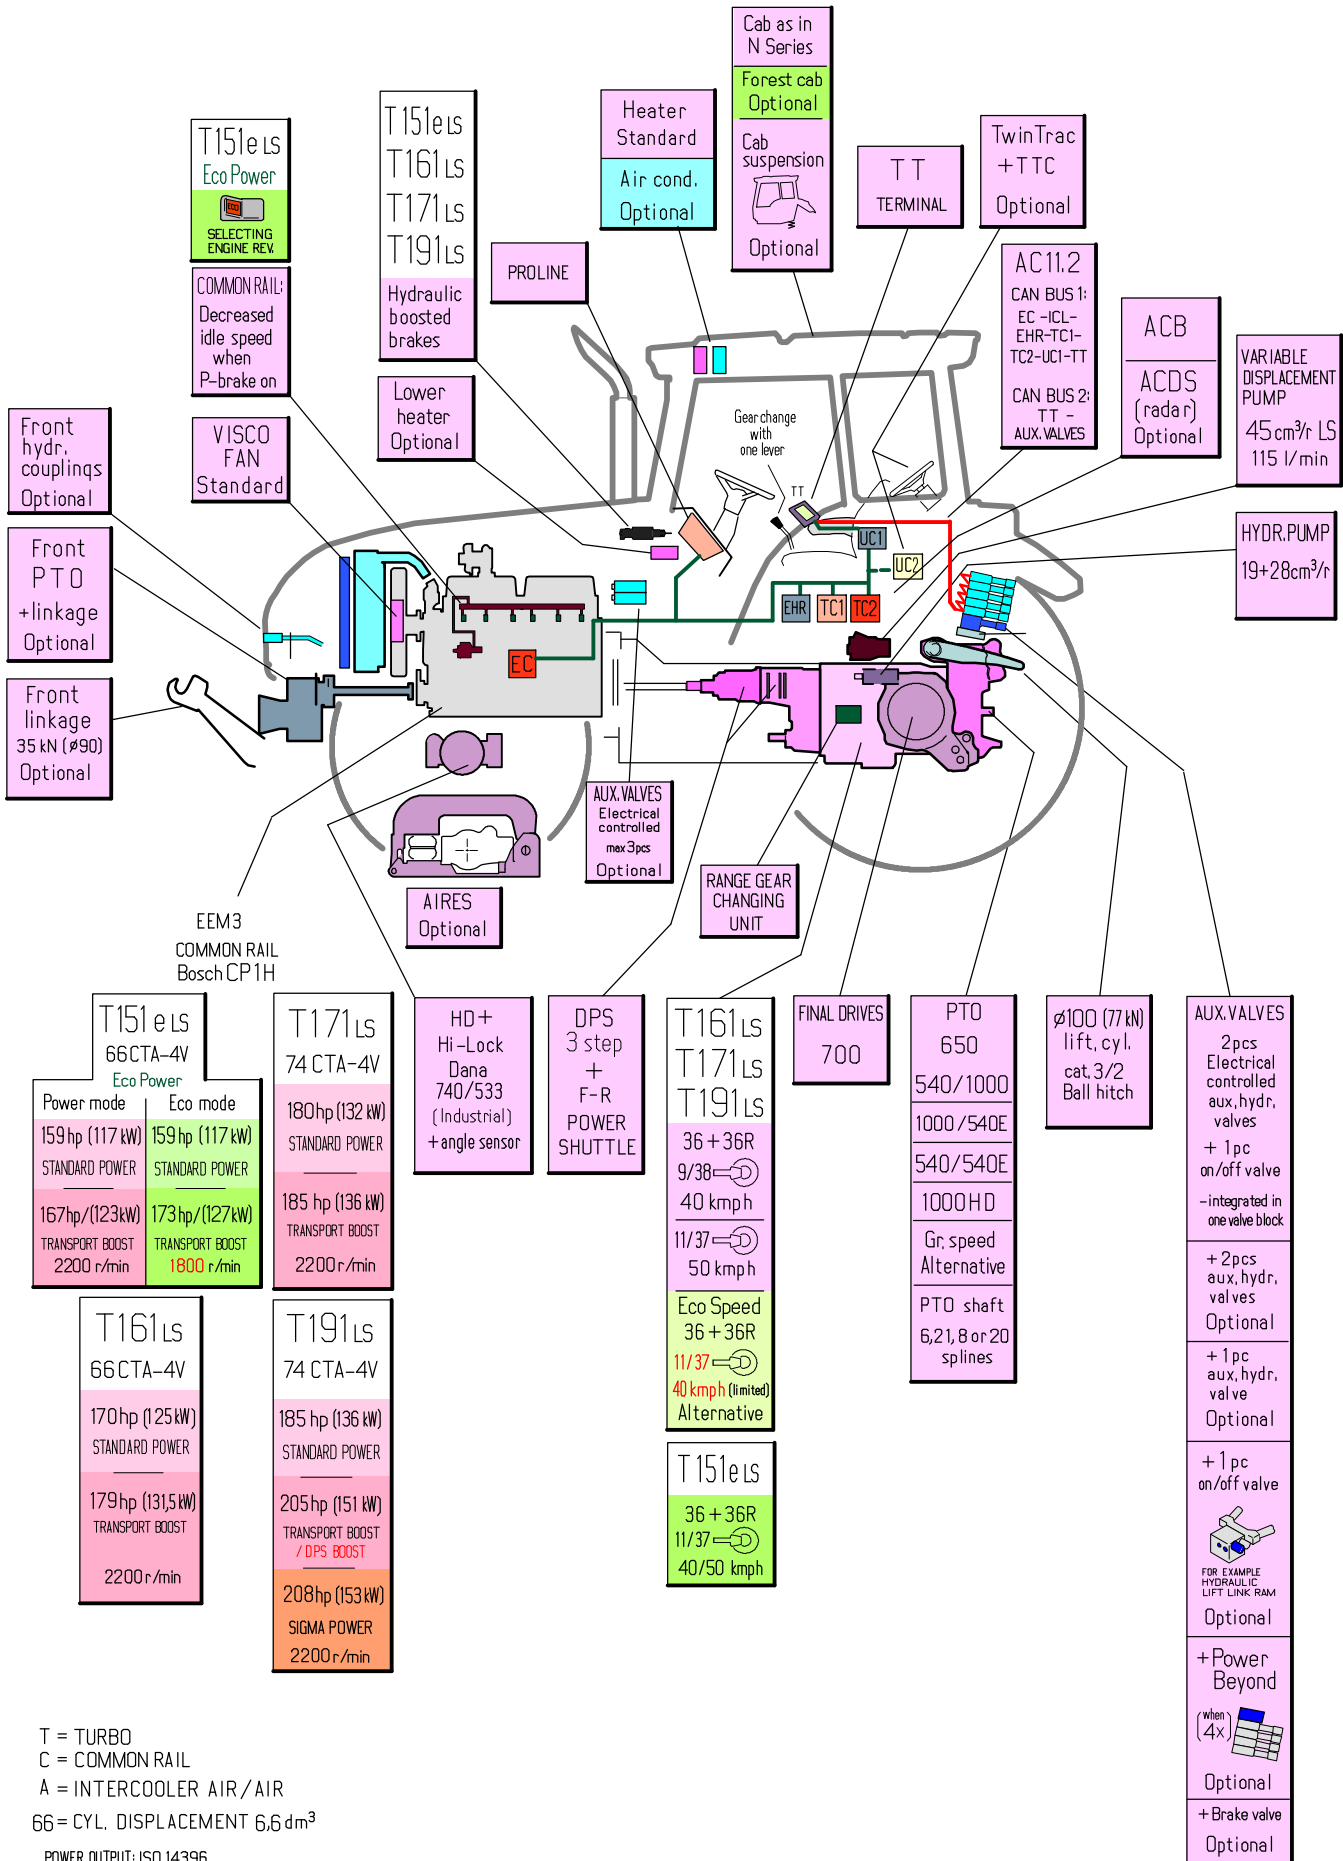 Cab as in
N Series
Forest cab
Optional
Cab
suspension
Optional
T151e LS
Eco Power
ECO
SELECTING
ENGINE REV.
COMMON RAIL:
Decreased
idle speed
when
P-brake on
VISCO
FAN
Standard
T151e LS
T161 LS
T171 LS
T191 LS
Hydraulic
boosted
brakes
Lower
heater
Optional
PROLINE
Heater
Standard
Air cond.
Optional
TT
TERMINAL
TwinTrac
+TTC
Optional
AC11.2
CAN BUS 1:
EC -ICL-
EHR-TC1-
TC2-UC1-TT
CAN BUS 2:
TT -
AUX.VALVES
ACB
ACDS
(radar)
Optional
VARIABLE
DISPLACEMENT
PUMP
45cm³/r LS
115 l/min
HYDR.PUMP
19+28cm³/r
Front
hydr.
couplings
Optional
Front
PTO
+linkage
Optional
Front
linkage
35 kN (ø90)
Optional
Gear change
with
one lever
TT
UC1
UC2
EHR
TC1
TC2
EC
AUX.VALVES
Electrical
controlled
max 3pcs
Optional
RANGE GEAR
CHANGING
UNIT
AIRES
Optional
EEM3
COMMON RAIL
Bosch CP1H
T151 e LS
66CTA-4V
Eco Power
Power mode
159hp (117 kW)
STANDARD POWER
167hp/(123kW)
TRANSPORT BOOST
2200 r/min
Eco mode
159hp (117 kW)
STANDARD POWER
173hp/(127kW)
TRANSPORT BOOST
1800 r/min
T161 LS
66CTA-4V
170hp (125 kW)
STANDARD POWER
179hp (131,5 kW)
TRANSPORT BOOST
2200 r/min
T171 LS
74 CTA-4V
180hp (132 kW)
STANDARD POWER
185 hp (136 kW)
TRANSPORT BOOST
2200 r/min
T191 LS
74 CTA-4V
185 hp (136 kW)
STANDARD POWER
205hp (151 kW)
TRANSPORT BOOST
/ DPS BOOST
208hp (153 kW)
SIGMA POWER
2200 r/min
HD+
Hi-Lock
Dana
740/533
(Industrial)
+angle sensor
DPS
3 step
+
F-R
POWER
SHUTTLE
T161 LS
T171 LS
T191 LS
36+36R
9/38
40 kmph
11/37
50 kmph
Eco Speed
36+36R
11/37
40 kmph (limited)
Alternative
T151e LS
36+36R
11/37
40/50 kmph
FINAL DRIVES
700
PTO
650
540/1000
1000/540E
540/540E
1000HD
Gr. speed
Alternative
PTO shaft
6,21, 8 or 20
splines
ø100 (77 kN)
lift. cyl.
cat. 3/2
Ball hitch
AUX.VALVES
2pcs
Electrical
controlled
aux.hydr.
valves
+ 1pc
on/off valve
-integrated in
one valve block
+2pcs
aux.hydr.
valves
Optional
+1pc
aux.hydr.
valve
Optional
+1 pc
on/off valve
FOR EXAMPLE
HYDRAULIC
LIFT LINK RAM
Optional
+Power
Beyond
(when
4x)
Optional
+Brake valve
Optional
T = TURBO
C = COMMON RAIL
A = INTERCOOLER AIR/AIR
66= CYL. DISPLACEMENT 6,6 dm³
POWER OUTPUT: ISO 14396